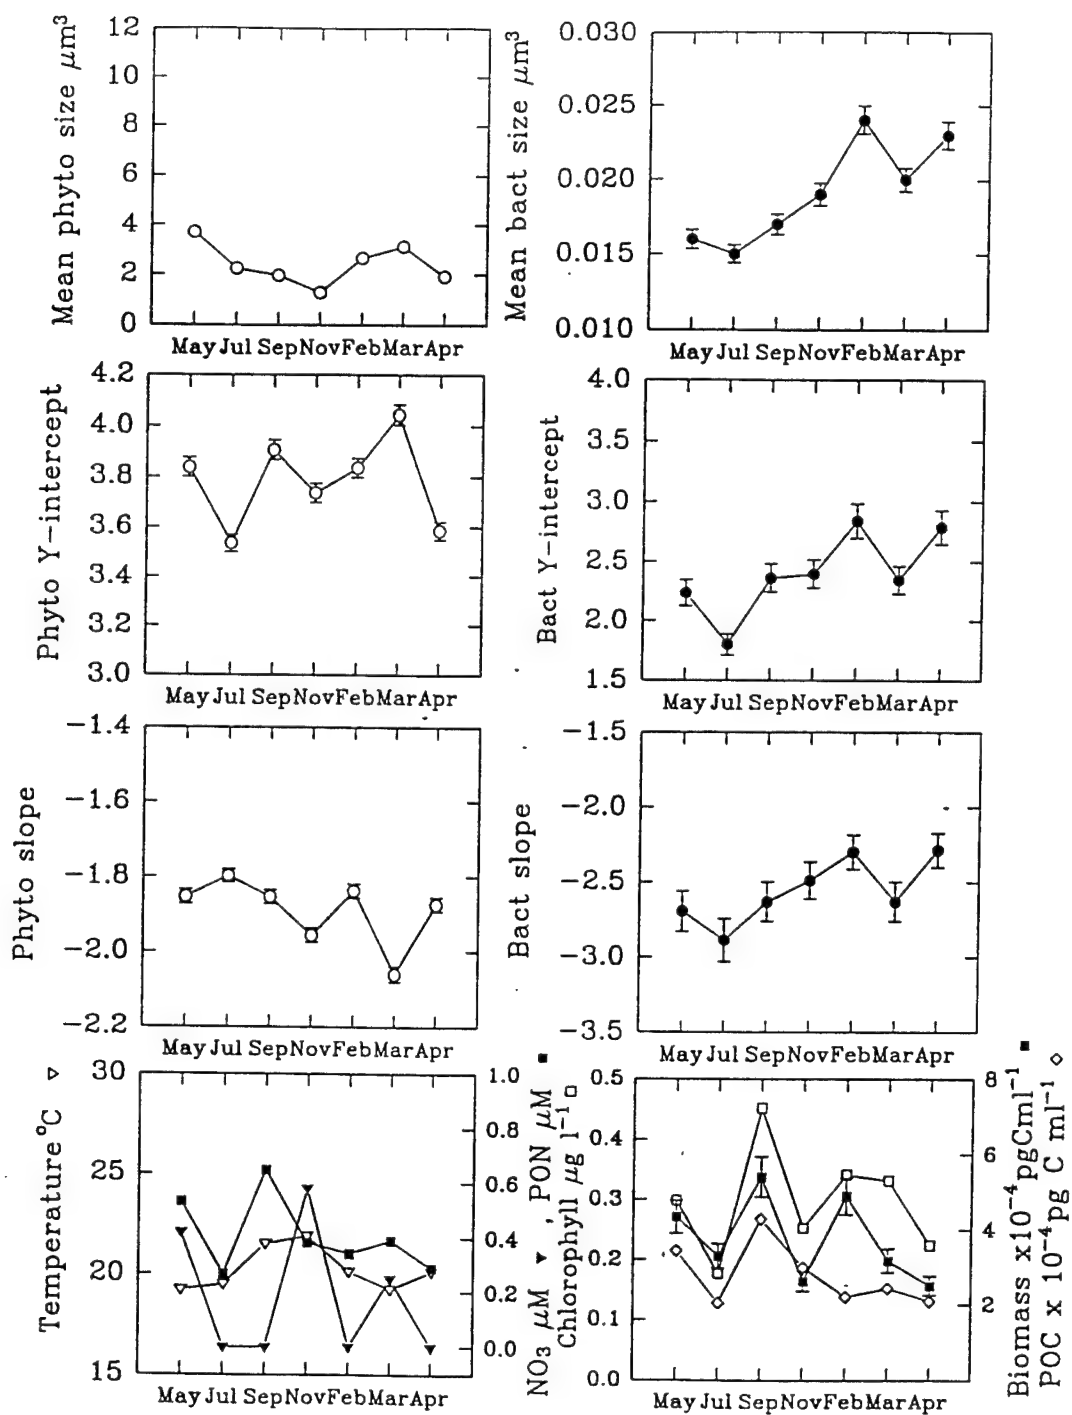 Mean phyto size μm³
12
10
8
6
4
2
0
May Jul Sep Nov Feb Mar Apr
Mean bact size μm³
0.030
0.025
0.020
0.015
0.010
May Jul Sep Nov Feb Mar Apr
Phyto Y-intercept
4.2
4.0
3.8
3.6
3.4
3.2
3.0
May Jul Sep Nov Feb Mar Apr
Bact Y-intercept
4.0
3.5
3.0
2.5
2.0
1.5
May Jul Sep Nov Feb Mar Apr
Phyto slope
−1.4
−1.6
−1.8
−2.0
−2.2
May Jul Sep Nov Feb Mar Apr
Bact slope
−1.5
−2.0
−2.5
−3.0
−3.5
May Jul Sep Nov Feb Mar Apr
Temperature °C ▽
30
25
20
15
May Jul Sep Nov Feb Mar Apr
1.0
0.8
0.6
0.4
0.2
0.0
NO₃ μM ▼ , PON μM ■
Chlorophyll μg l⁻¹ □
0.5
0.4
0.3
0.2
0.1
0.0
May Jul Sep Nov Feb Mar Apr
8
6
4
2
Biomass x10⁻⁴ pgCml⁻¹ ■
POC x 10⁻⁴ pg C ml⁻¹ ◇